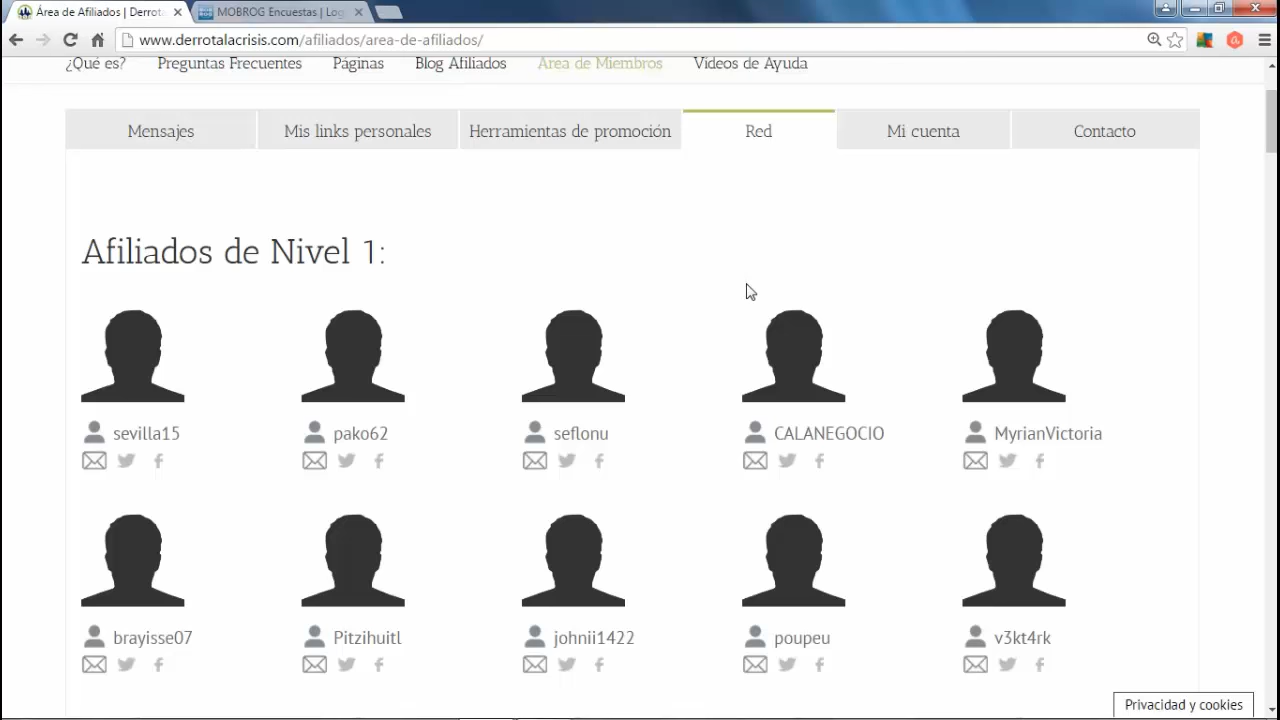 Área de Afiliados | Derrota
MOBROG Encuestas | Log
www.derrotalacrisis.com/afiliados/area-de-afiliados/
¿Qué es? Preguntas Frecuentes Páginas Blog Afiliados Área de Miembros Vídeos de Ayuda
Mensajes Mis links personales Herramientas de promoción Red Mi cuenta Contacto
Afiliados de Nivel 1:
sevilla15 pako62 seflonu CALANEGOCIO MyrianVictoria
brayisse07 Pitzihuitl johnii1422 poupeu v3kt4rk
Privacidad y cookies